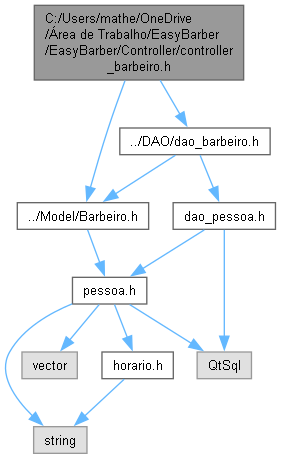 C:/Users/mathe/OneDrive
/Área de Trabalho/EasyBarber
/EasyBarber/Controller/controller
_barbeiro.h
../DAO/dao_barbeiro.h
../Model/Barbeiro.h
dao_pessoa.h
pessoa.h
vector
horario.h
QtSql
string